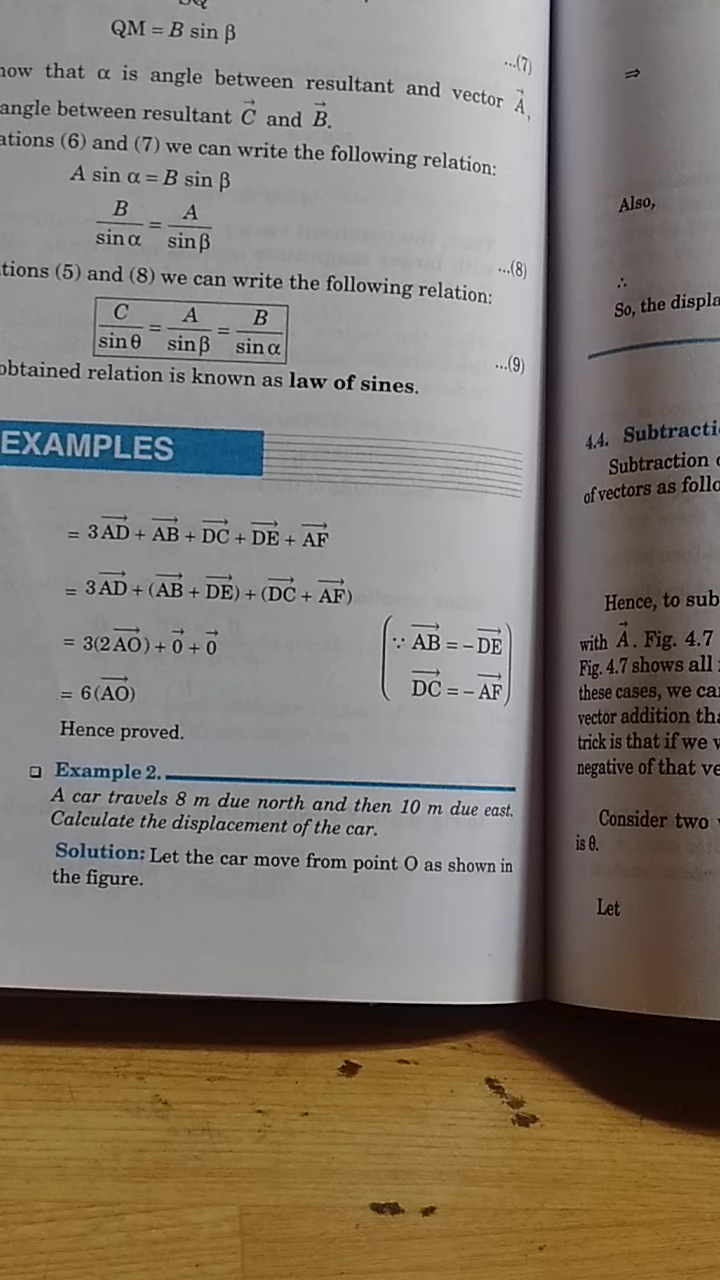 QM = B sin β
...(7)
now that α is angle between resultant and vector A⃗,
angle between resultant C⃗ and B⃗.
ations (6) and (7) we can write the following relation:
A sin α = B sin β
B/sin α = A/sin β
...(8)
tions (5) and (8) we can write the following relation:
C/sin θ = A/sin β = B/sin α
...(9)
obtained relation is known as law of sines.
EXAMPLES
= 3AD⃗ + AB⃗ + DC⃗ + DE⃗ + AF⃗
= 3AD⃗ + (AB⃗ + DE⃗) + (DC⃗ + AF⃗)
= 3(2AO⃗) + 0⃗ + 0⃗ (∵ AB⃗ = – DE⃗
= 6(AO⃗) DC⃗ = – AF⃗)
Hence proved.
❑ Example 2.
A car travels 8 m due north and then 10 m due east.
Calculate the displacement of the car.
Solution: Let the car move from point O as shown in
the figure.
⇒
Also,
∴
So, the displa
4.4. Subtracti
Subtraction
of vectors as follo
Hence, to sub
with A⃗. Fig. 4.7
Fig. 4.7 shows all
these cases, we ca
vector addition tha
trick is that if we v
negative of that ve
Consider two
is θ.
Let